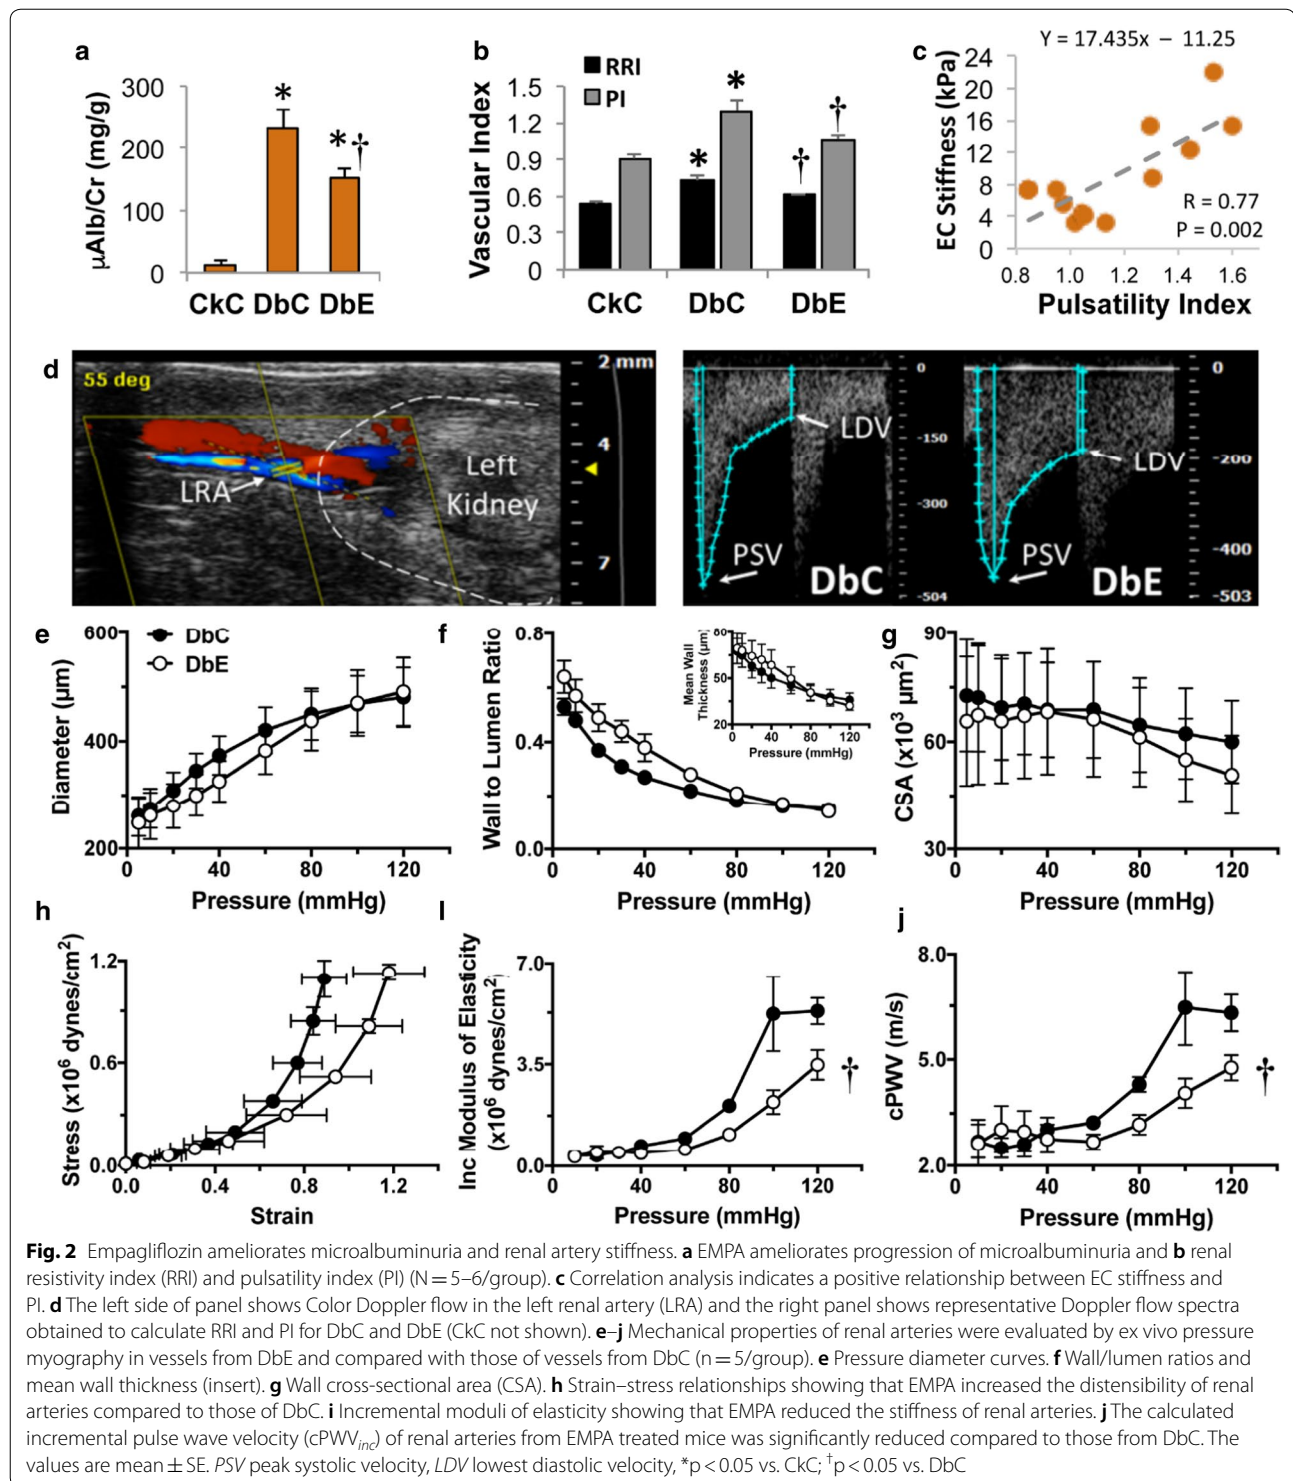 a
300
200
100
0
µAlb/Cr (mg/g)
*
*†
CkC DbC DbE
b
RRI
PI
1.5
1.2
0.9
0.6
0.3
0
Vascular Index
*
*
†
†
CkC DbC DbE
c
Y = 17.435x – 11.25
24
20
16
12
8
4
0
EC Stiffness (kPa)
R = 0.77
P = 0.002
0.8 1.0 1.2 1.4 1.6
Pulsatility Index
d
55 deg
2 mm
4
7
LRA
Left
Kidney
0
-150
-300
-504
LDV
PSV
DbC
0
-200
-400
-503
LDV
PSV
DbE
e
DbC
DbE
600
400
200
Diameter (µm)
0 40 80 120
Pressure (mmHg)
f
0.8
0.4
0.0
Wall to Lumen Ratio
80
50
20
Mean Wall
Thickness (µm)
0 40 80 120
Pressure (mmHg)
0 40 80 120
Pressure (mmHg)
g
90
60
30
CSA (x10³ µm²)
0 40 80 120
Pressure (mmHg)
h
1.2
0.6
0.0
Stress (x10⁶ dynes/cm²)
0.0 0.4 0.8 1.2
Strain
I
7.0
3.5
0.0
Inc Modulus of Elasticity
(x10⁶ dynes/cm²)
†
0 40 80 120
Pressure (mmHg)
j
8.0
5.0
2.0
cPWV (m/s)
†
0 40 80 120
Pressure (mmHg)
Fig. 2 Empagliflozin ameliorates microalbuminuria and renal artery stiffness. a EMPA ameliorates progression of microalbuminuria and b renal
resistivity index (RRI) and pulsatility index (PI) (N = 5–6/group). c Correlation analysis indicates a positive relationship between EC stiffness and
PI. d The left side of panel shows Color Doppler flow in the left renal artery (LRA) and the right panel shows representative Doppler flow spectra
obtained to calculate RRI and PI for DbC and DbE (CkC not shown). e–j Mechanical properties of renal arteries were evaluated by ex vivo pressure
myography in vessels from DbE and compared with those of vessels from DbC (n = 5/group). e Pressure diameter curves. f Wall/lumen ratios and
mean wall thickness (insert). g Wall cross-sectional area (CSA). h Strain–stress relationships showing that EMPA increased the distensibility of renal
arteries compared to those of DbC. i Incremental moduli of elasticity showing that EMPA reduced the stiffness of renal arteries. j The calculated
incremental pulse wave velocity (cPWVinc) of renal arteries from EMPA treated mice was significantly reduced compared to those from DbC. The
values are mean ± SE. PSV peak systolic velocity, LDV lowest diastolic velocity, *p < 0.05 vs. CkC; †p < 0.05 vs. DbC